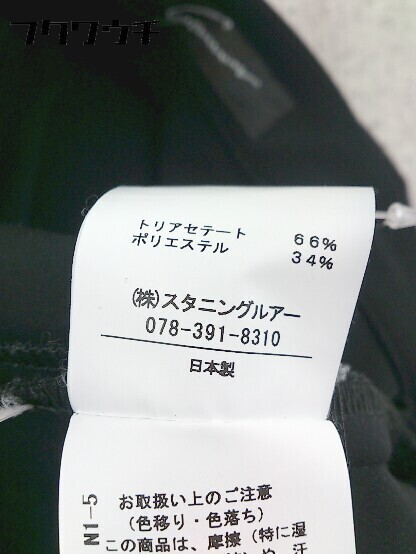 フクワウチ
トリアセテート 66%
ポリエステル 34%
(株)スタニングルアー
078-391-8310
日本製
N1-5
お取扱い上のご注意
(色移り・色落ち)
この商品は、摩擦(特に湿